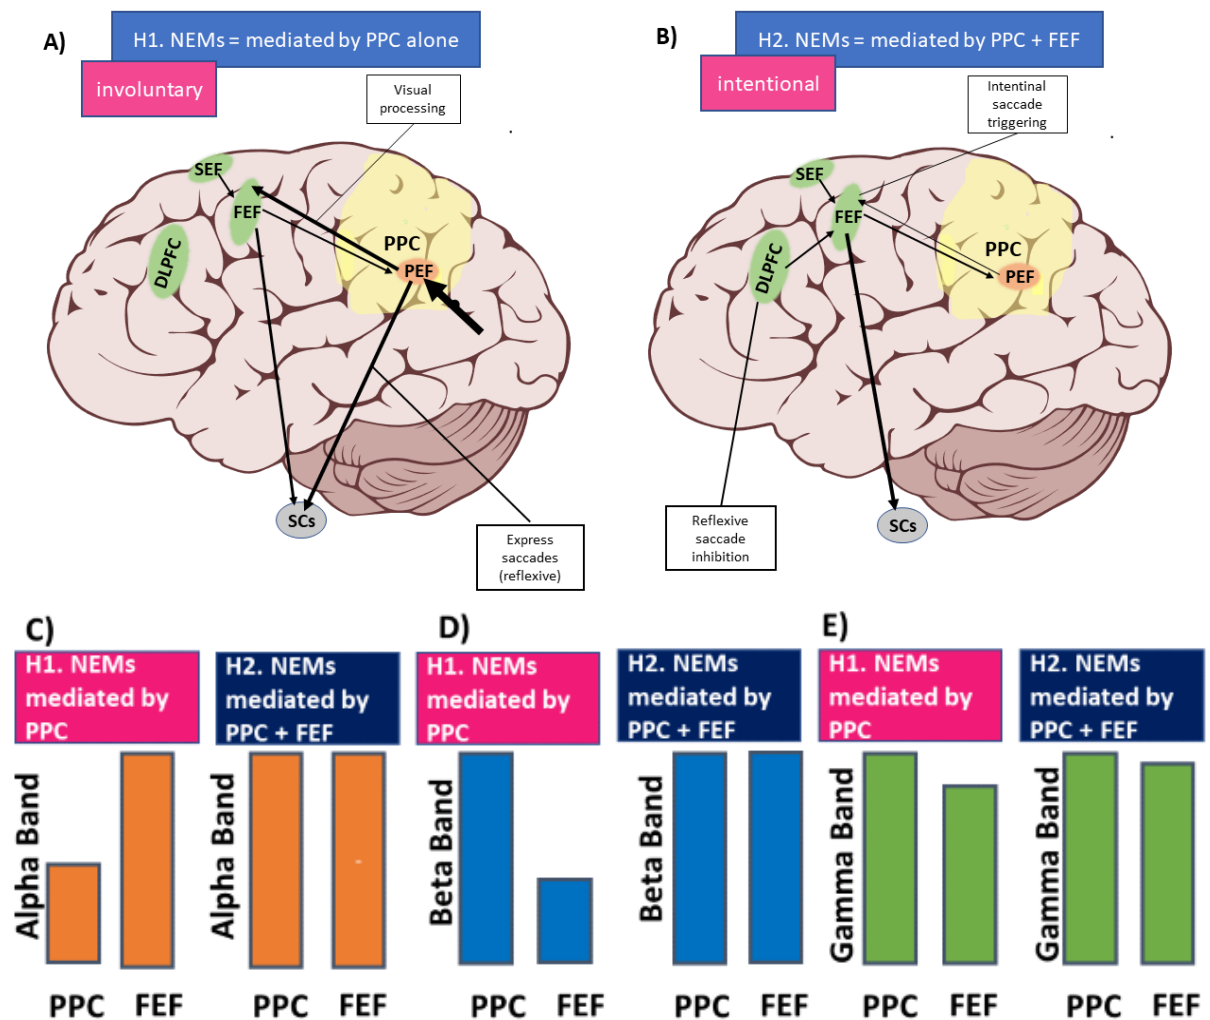 A)
H1. NEMs = mediated by PPC alone
involuntary
Visual
processing
SEF
FEF
DLPFC
PPC
PEF
SCs
Express
saccades
(reflexive)
B)
H2. NEMs = mediated by PPC + FEF
intentional
Intentinal
saccade
triggering
SEF
FEF
DLPFC
PPC
PEF
SCs
Reflexive
saccade
inhibition
C)
H1. NEMs
mediated by
PPC
Alpha Band
PPC
FEF
H2. NEMs
mediated by
PPC + FEF
Alpha Band
PPC
FEF
D)
H1. NEMs
mediated by
PPC
Beta Band
PPC
FEF
H2. NEMs
mediated by
PPC + FEF
Beta Band
PPC
FEF
E)
H1. NEMs
mediated by
PPC
Gamma Band
PPC
FEF
H2. NEMs
mediated by
PPC + FEF
Gamma Band
PPC
FEF